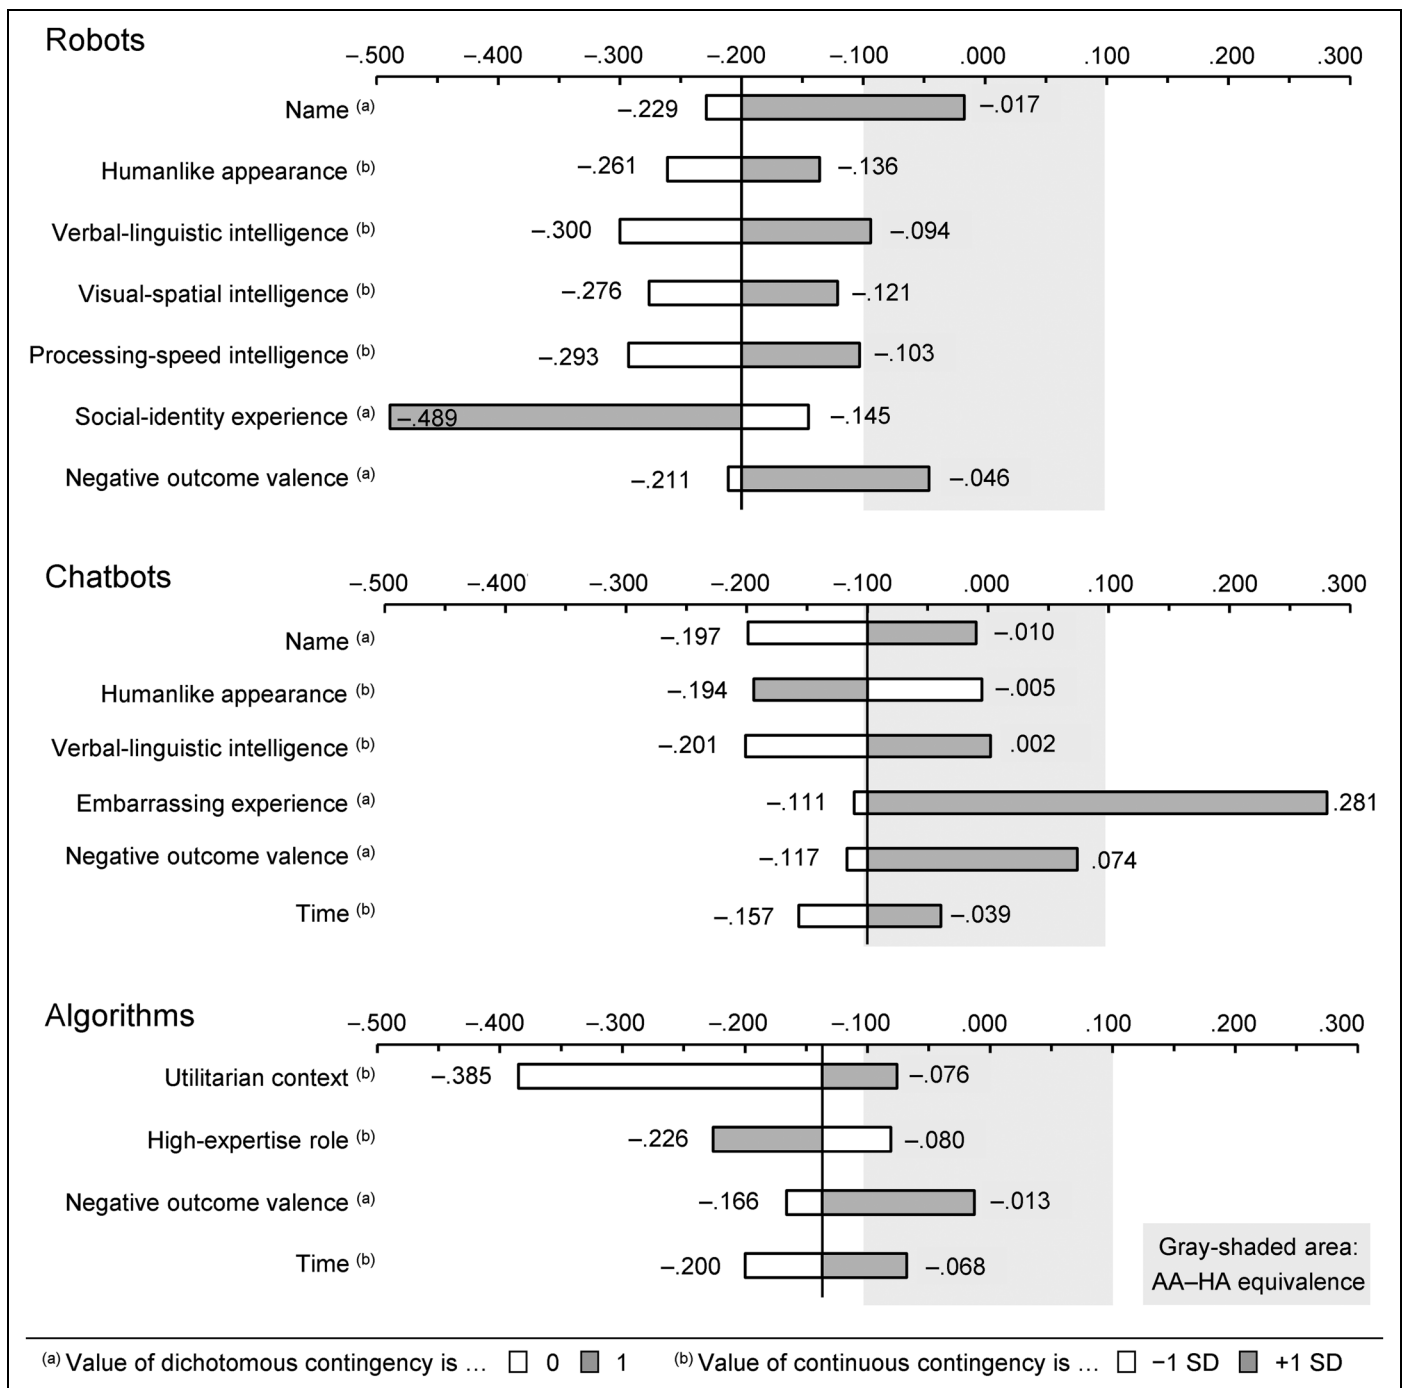 Robots
–.500 –.400 –.300 –.200 –.100 .000 .100 .200 .300
Name (a) –.229 –.017
Humanlike appearance (b) –.261 –.136
Verbal-linguistic intelligence (b) –.300 –.094
Visual-spatial intelligence (b) –.276 –.121
Processing-speed intelligence (b) –.293 –.103
Social-identity experience (a) –.489 –.145
Negative outcome valence (a) –.211 –.046
Chatbots
–.500 –.400 –.300 –.200 –.100 .000 .100 .200 .300
Name (a) –.197 –.010
Humanlike appearance (b) –.194 –.005
Verbal-linguistic intelligence (b) –.201 .002
Embarrassing experience (a) –.111 .281
Negative outcome valence (a) –.117 .074
Time (b) –.157 –.039
Algorithms
–.500 –.400 –.300 –.200 –.100 .000 .100 .200 .300
Utilitarian context (b) –.385 –.076
High-expertise role (b) –.226 –.080
Negative outcome valence (a) –.166 –.013
Time (b) –.200 –.068
Gray-shaded area:
AA–HA equivalence
(a) Value of dichotomous contingency is … 0 1 (b) Value of continuous contingency is … −1 SD +1 SD